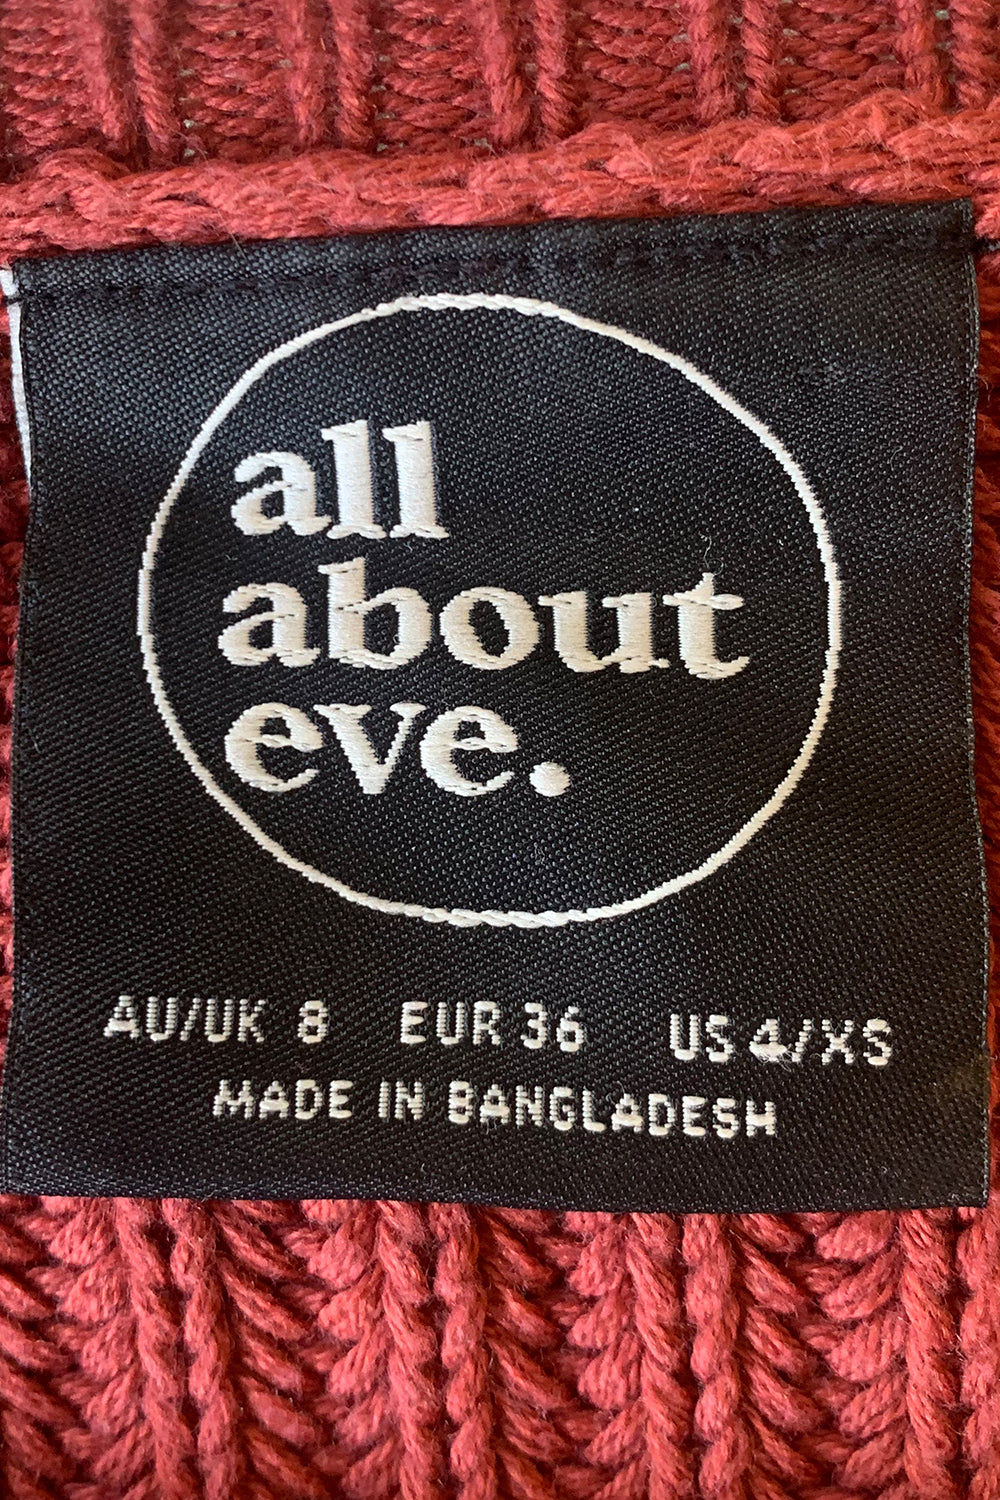 all
about
eve.
AU/UK 8 EUR 36 US 4/XS
MADE IN BANGLADESH